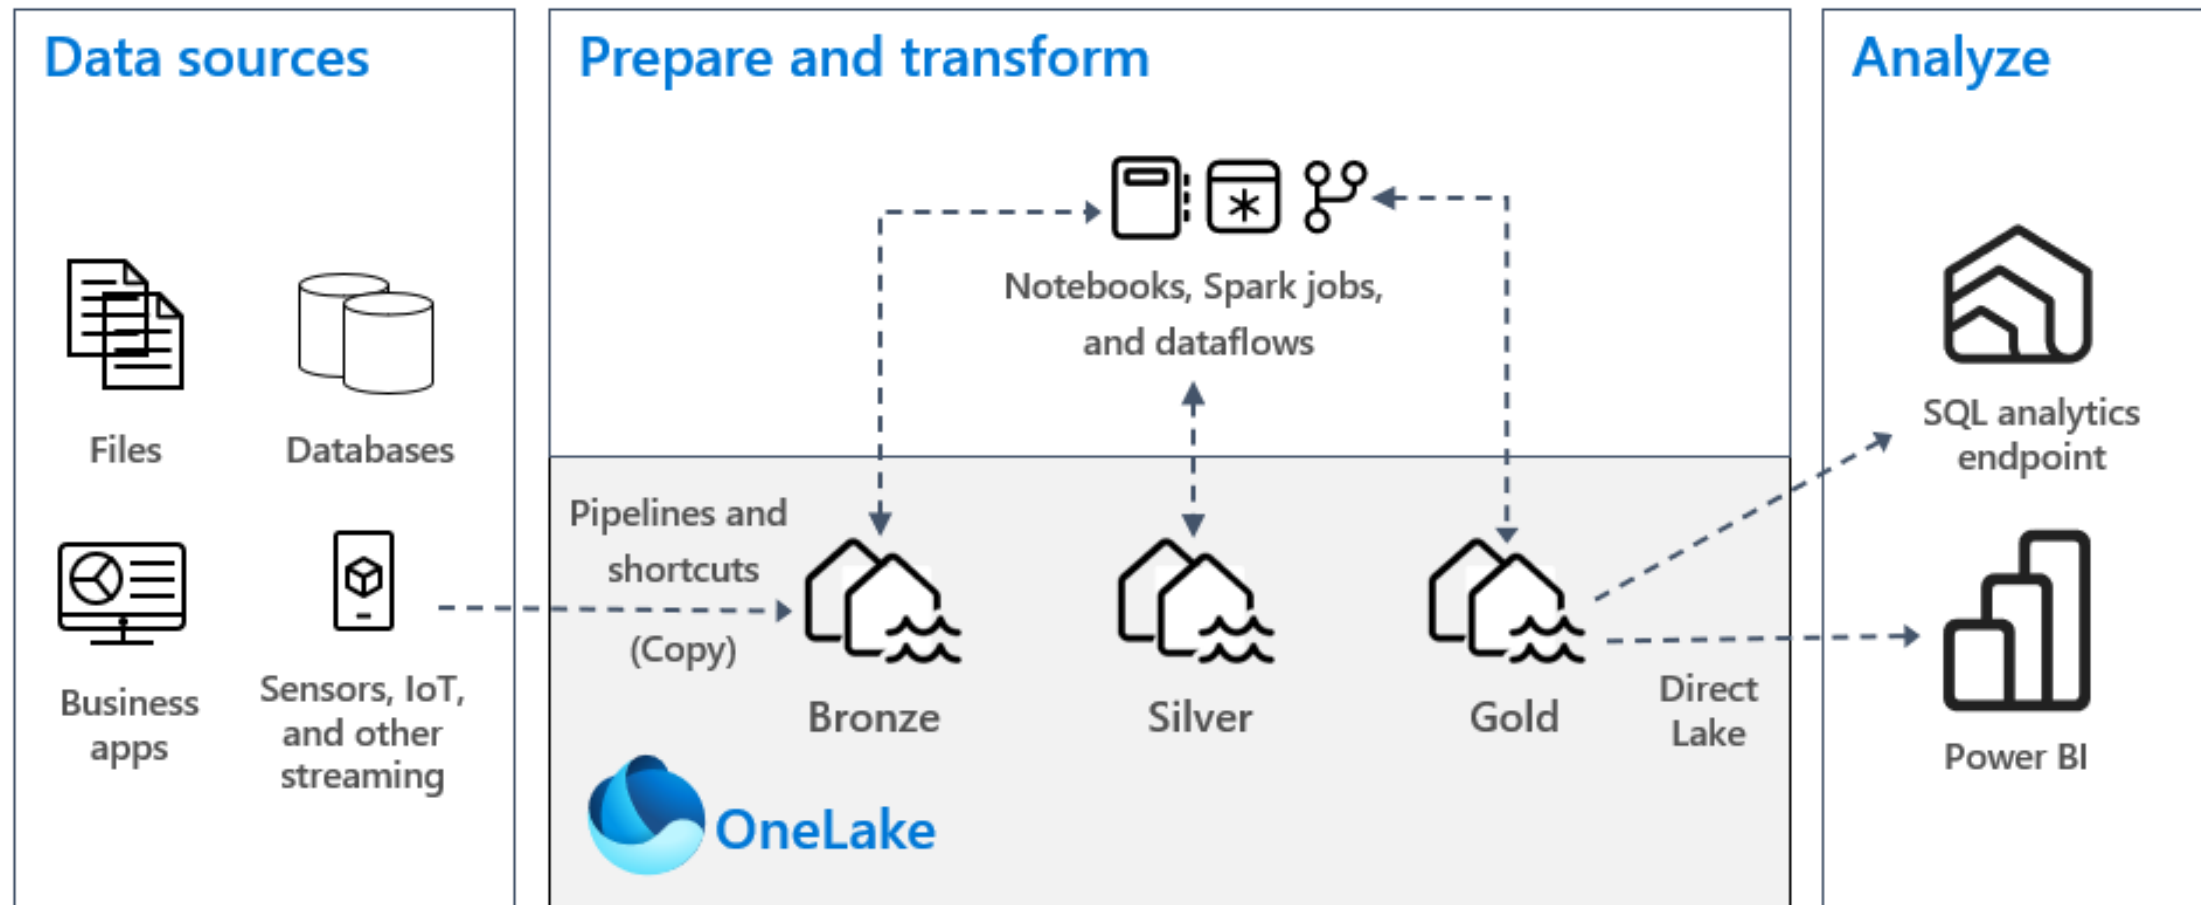 Data sources
Files
Databases
Business
apps
Sensors, IoT,
and other
streaming
Prepare and transform
Notebooks, Spark jobs,
and dataflows
Pipelines and
shortcuts
(Copy)
Bronze
Silver
Gold
Direct
Lake
OneLake
Analyze
SQL analytics
endpoint
Power BI